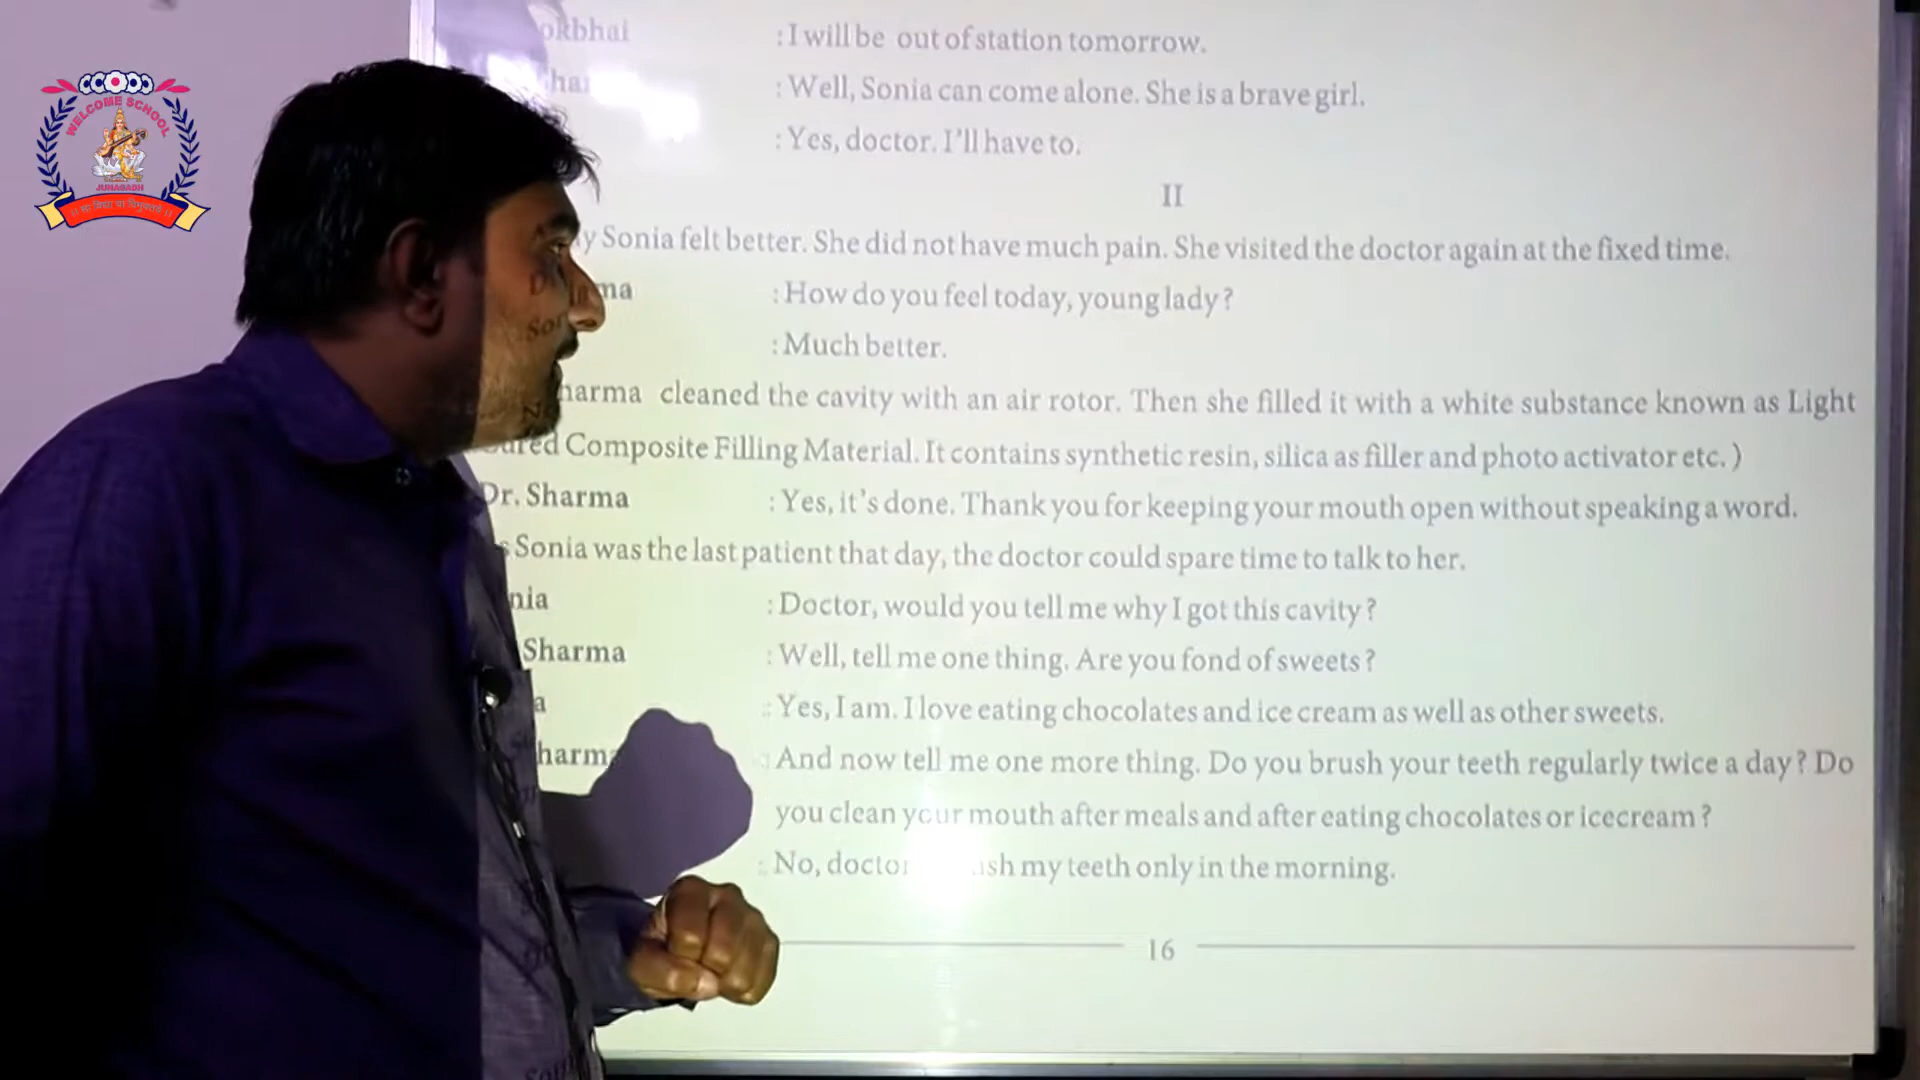 WELCOME SCHOOL
JUNAGADH
okbhai : I will be out of station tomorrow.
: Well, Sonia can come alone. She is a brave girl.
: Yes, doctor. I'll have to.
II
y Sonia felt better. She did not have much pain. She visited the doctor again at the fixed time.
Dr. ma : How do you feel today, young lady?
Son : Much better.
harma cleaned the cavity with an air rotor. Then she filled it with a white substance known as Light
ured Composite Filling Material. It contains synthetic resin, silica as filler and photo activator etc. )
Dr. Sharma : Yes, it's done. Thank you for keeping your mouth open without speaking a word.
s Sonia was the last patient that day, the doctor could spare time to talk to her.
nia : Doctor, would you tell me why I got this cavity?
Sharma : Well, tell me one thing. Are you fond of sweets?
a : Yes, I am. I love eating chocolates and ice cream as well as other sweets.
harma : And now tell me one more thing. Do you brush your teeth regularly twice a day? Do
you clean your mouth after meals and after eating chocolates or icecream?
: No, doctor ush my teeth only in the morning.
16